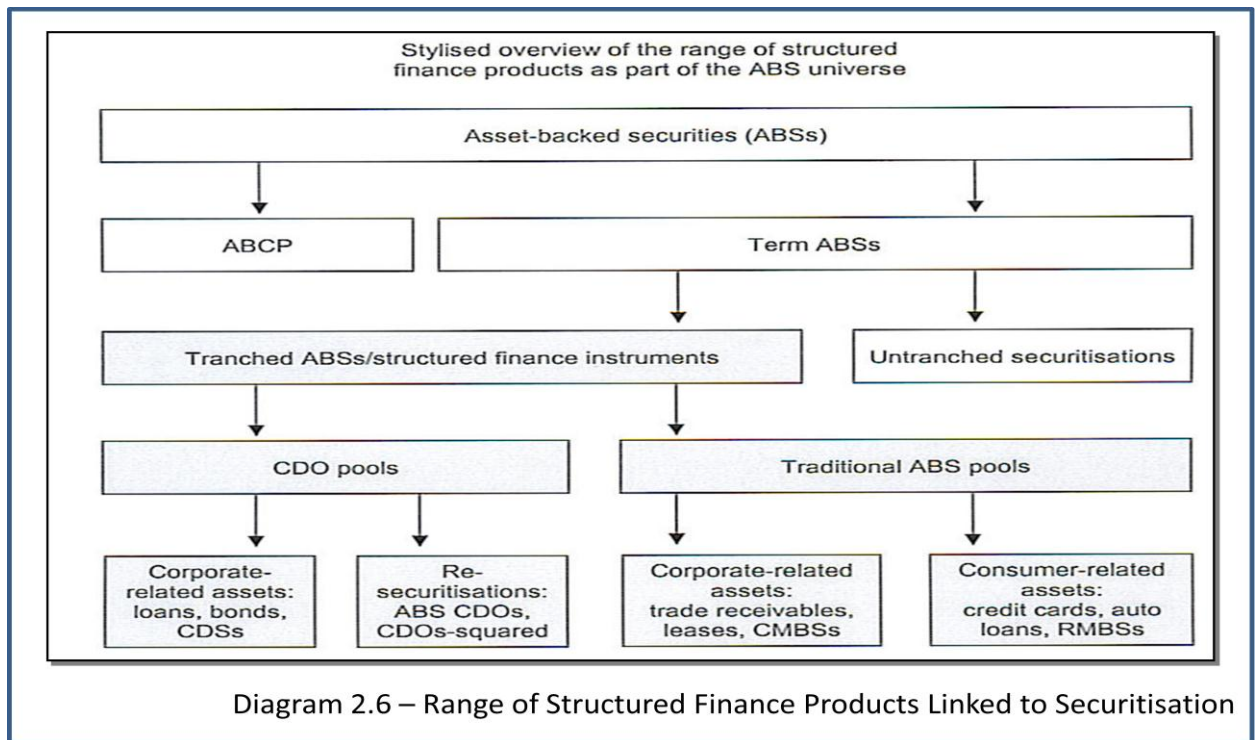 Stylised overview of the range of structured
finance products as part of the ABS universe
Asset-backed securities (ABSs)
ABCP
Term ABSs
Tranched ABSs/structured finance instruments
Untranched securitisations
CDO pools
Traditional ABS pools
Corporate-
related assets:
loans, bonds,
CDSs
Re-
securitisations:
ABS CDOs,
CDOs-squared
Corporate-related
assets:
trade receivables,
leases, CMBSs
Consumer-related
assets:
credit cards, auto
loans, RMBSs
Diagram 2.6 – Range of Structured Finance Products Linked to Securitisation